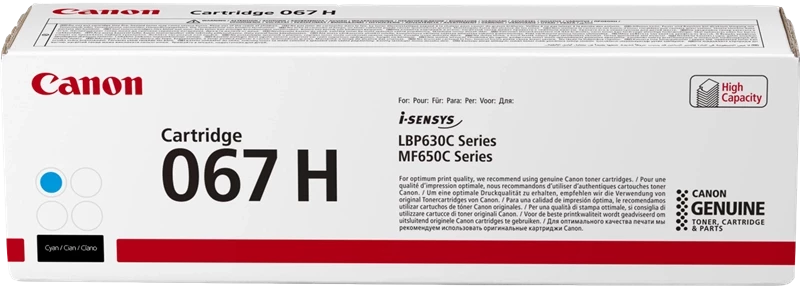 Canon
Cartridge 067 H
Canon
High
Capacity
For: Pour: Für: Para: Per: Voor: Для:
i-SENSYS
LBP630C Series
MF650C Series
Cartridge
067 H
For optimum print quality, we recommend using genuine Canon toner cartridges. / Pour une
qualité d'impression optimale, nous recommandons d'utiliser d'authentiques cartouches toner
Canon. / Um eine optimale Druckqualität zu erhalten, empfehlen wir die Verwendung von
original Tonercartridges von Canon. / Para una calidad de impresión óptima, le recomendamos
utilizar cartuchos de tóner Canon originales. / Per una qualità di stampa ottimale, si consiglia di
utilizzare cartucce di toner originali Canon. / Voor de beste printkwaliteit wordt geadviseerd om
uitsluitend originele Canon cartridges te gebruiken. / Для оптимального качества печати мы
рекомендуем использовать оригинальные картриджи Canon.
CANON
GENUINE
TONER, CARTRIDGE
& PARTS
Cyan / Cian / Ciano